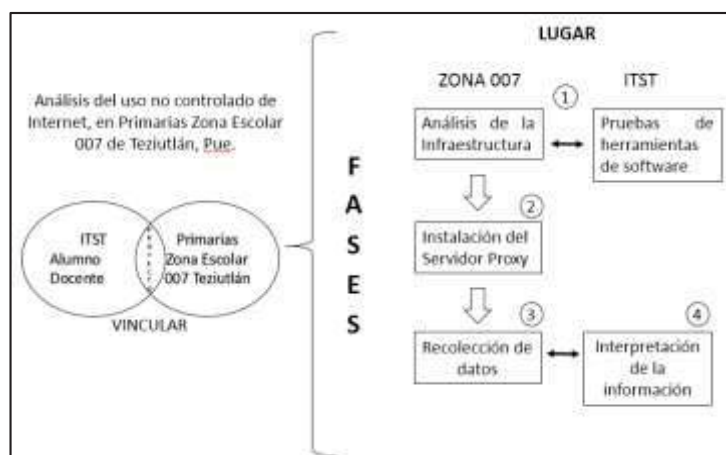 LUGAR
ZONA 007
ITST
Análisis del uso no controlado de
Internet, en Primarias Zona Escolar
007 de Teziutlán, Pue.
ITST
Alumno
Docente
Primarias
Zona Escolar
007 Teziutlán
VINCULAR
F
A
S
E
S
1
Análisis de la
Infraestructura
Pruebas de
herramientas
de software
2
Instalación del
Servidor Proxy
3
Recolección de
datos
4
Interpretación
de la
información